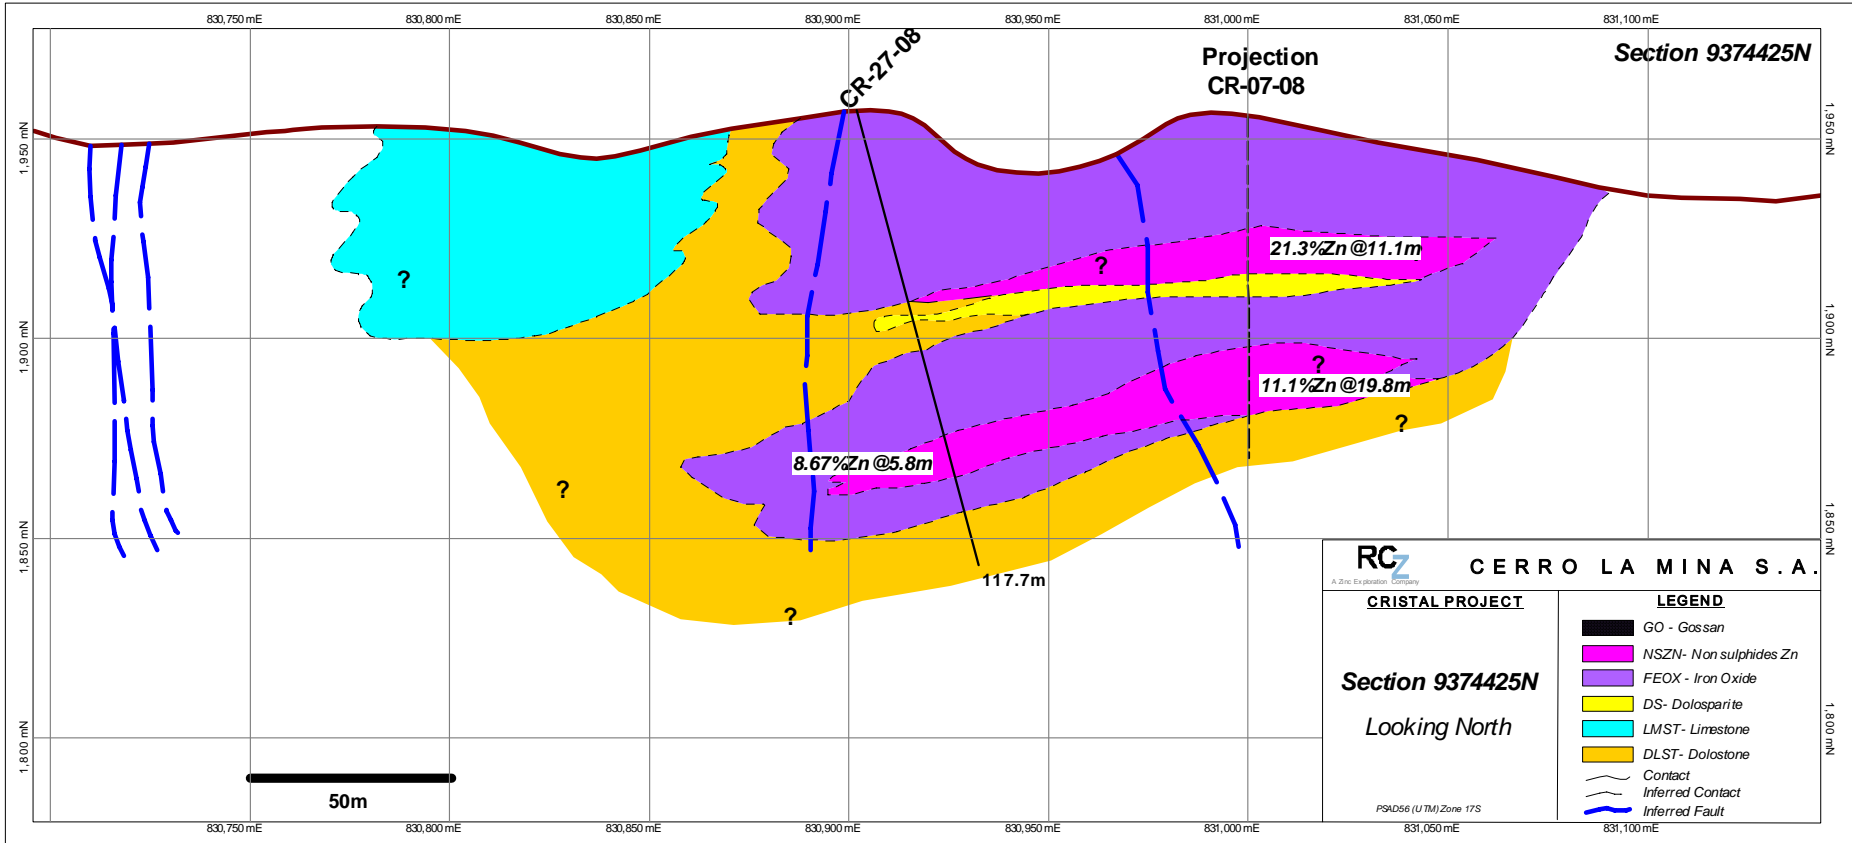 830,750 mE 830,800 mE 830,850 mE 830,900 mE 830,950 mE 831,000 mE 831,050 mE 831,100 mE
Section 9374425N
CR-27-08
Projection
CR-07-08
1,950 mN
1,950 mN
21.3%Zn@11.1m
?
?
1,900 mN
1,900 mN
?
11.1%Zn@19.8m
?
8.67%Zn@5.8m
?
1,850 mN
1,850 mN
117.7m
?
1,800 mN
1,800 mN
50m
RCZ
A Zinc Exploration Company
CERRO LA MINA S.A.
CRISTAL PROJECT
Section 9374425N
Looking North
PSAD56 (UTM) Zone 17S
LEGEND
GO - Gossan
NSZN- Non sulphides Zn
FEOX - Iron Oxide
DS- Dolosparite
LMST- Limestone
DLST- Dolostone
Contact
Inferred Contact
Inferred Fault
830,750 mE 830,800 mE 830,850 mE 830,900 mE 830,950 mE 831,000 mE 831,050 mE 831,100 mE